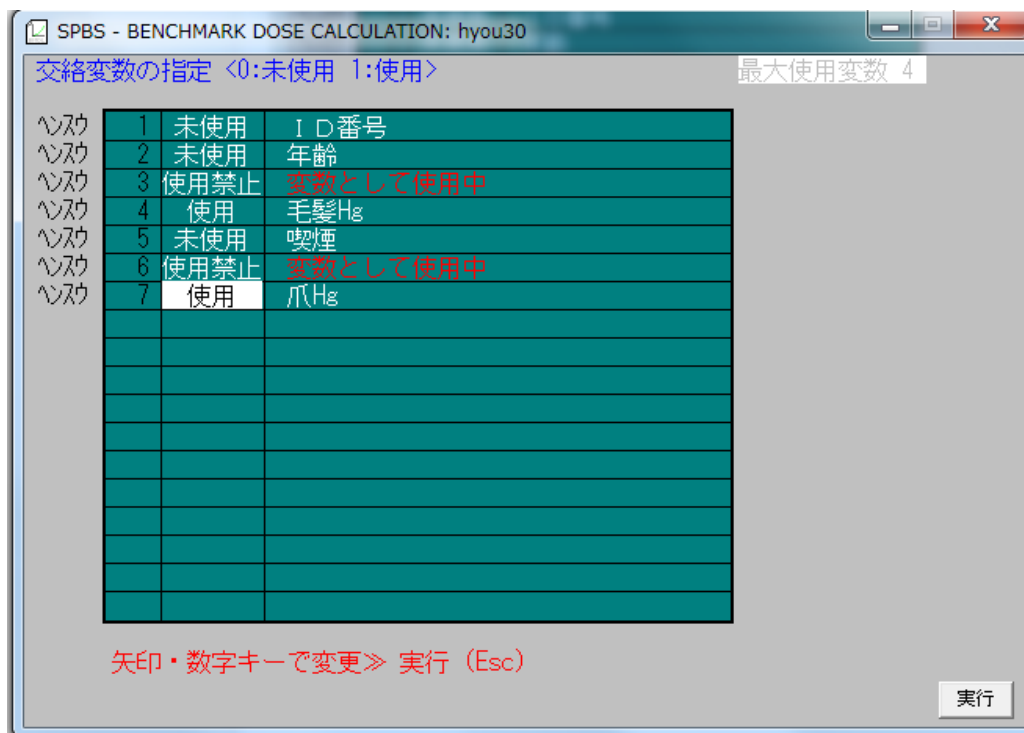 SPBS - BENCHMARK DOSE CALCULATION: hyou30
交絡変数の指定 <0:未使用 1:使用>
最大使用変数 4
ヘンスウ 1 未使用 ID番号
ヘンスウ 2 未使用 年齢
ヘンスウ 3 使用禁止 変数として使用中
ヘンスウ 4 使用 毛髪Hg
ヘンスウ 5 未使用 喫煙
ヘンスウ 6 使用禁止 変数として使用中
ヘンスウ 7 使用 爪Hg
矢印・数字キーで変更≫ 実行 (Esc)
実行